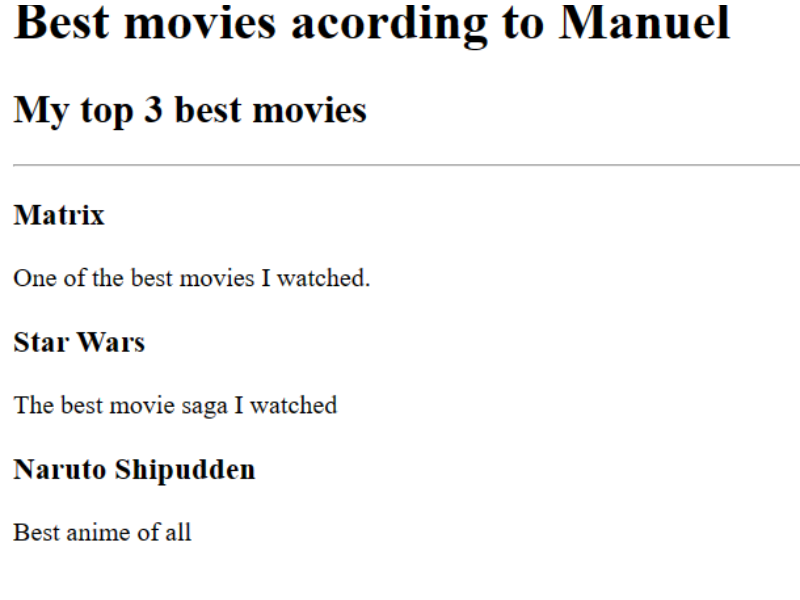 Best movies acording to Manuel
My top 3 best movies
Matrix
One of the best movies I watched.
Star Wars
The best movie saga I watched
Naruto Shipudden
Best anime of all